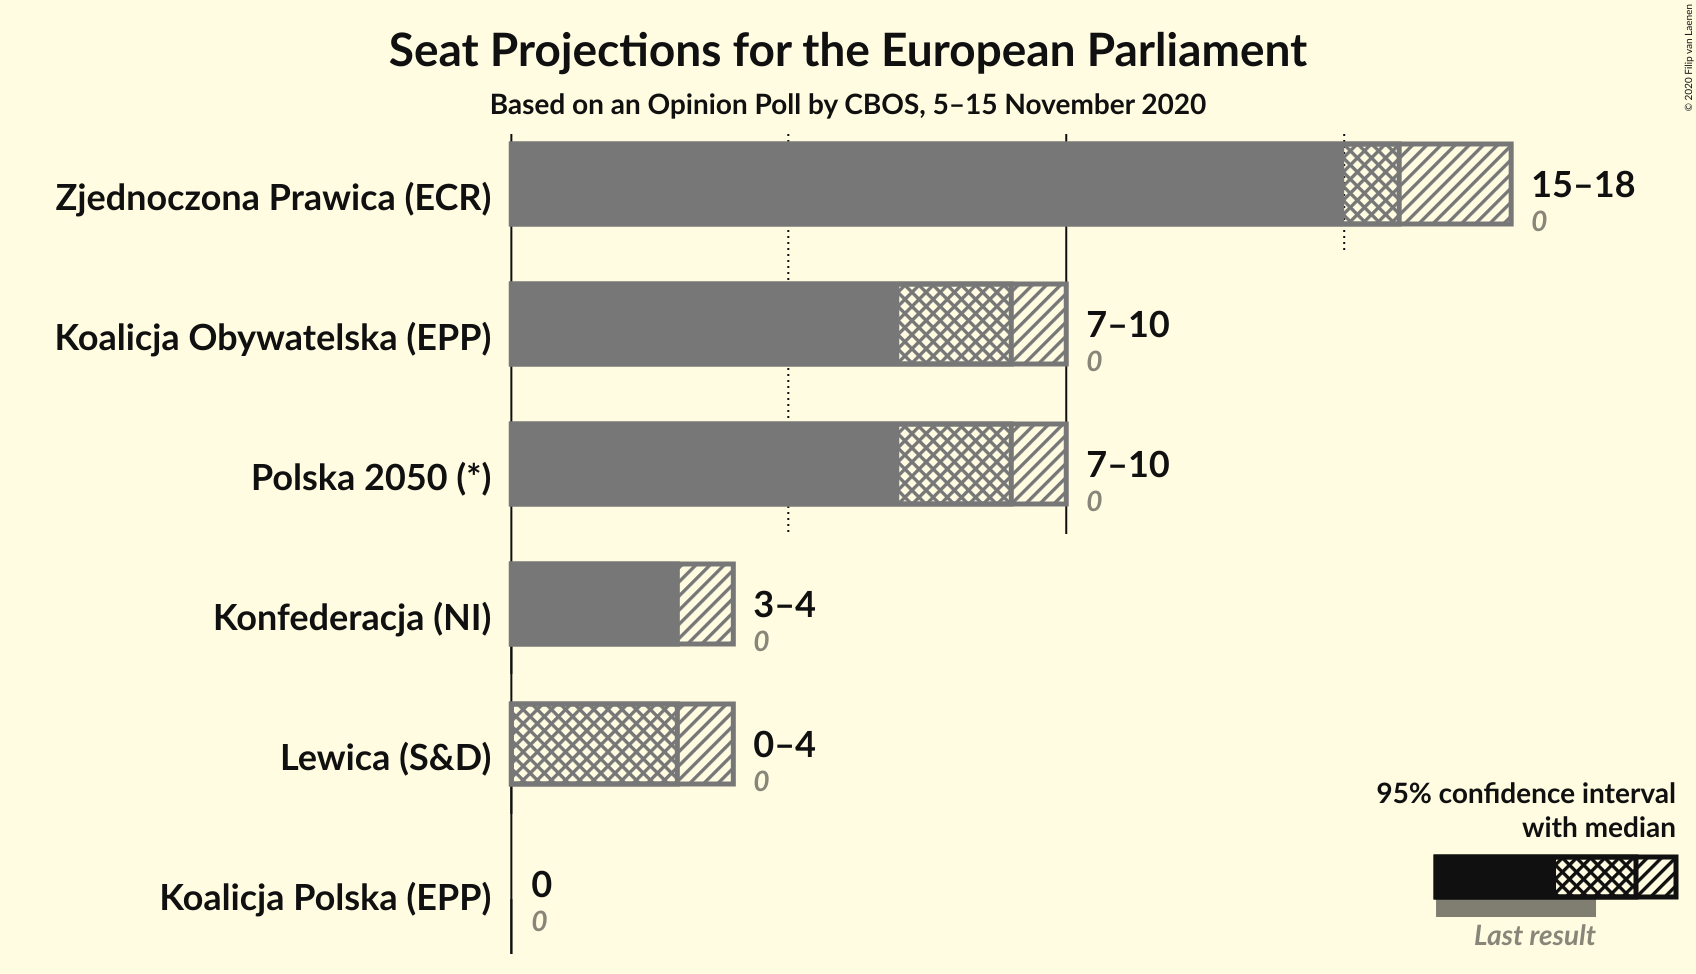 Seat Projections for the European Parliament
Based on an Opinion Poll by CBOS, 5–15 November 2020
© 2020 Filip van Laenen
Zjednoczona Prawica (ECR)
15–18
0
Koalicja Obywatelska (EPP)
7–10
0
Polska 2050 (*)
7–10
0
Konfederacja (NI)
3–4
0
Lewica (S&D)
0–4
0
Koalicja Polska (EPP)
0
0
95% confidence interval
with median
Last result